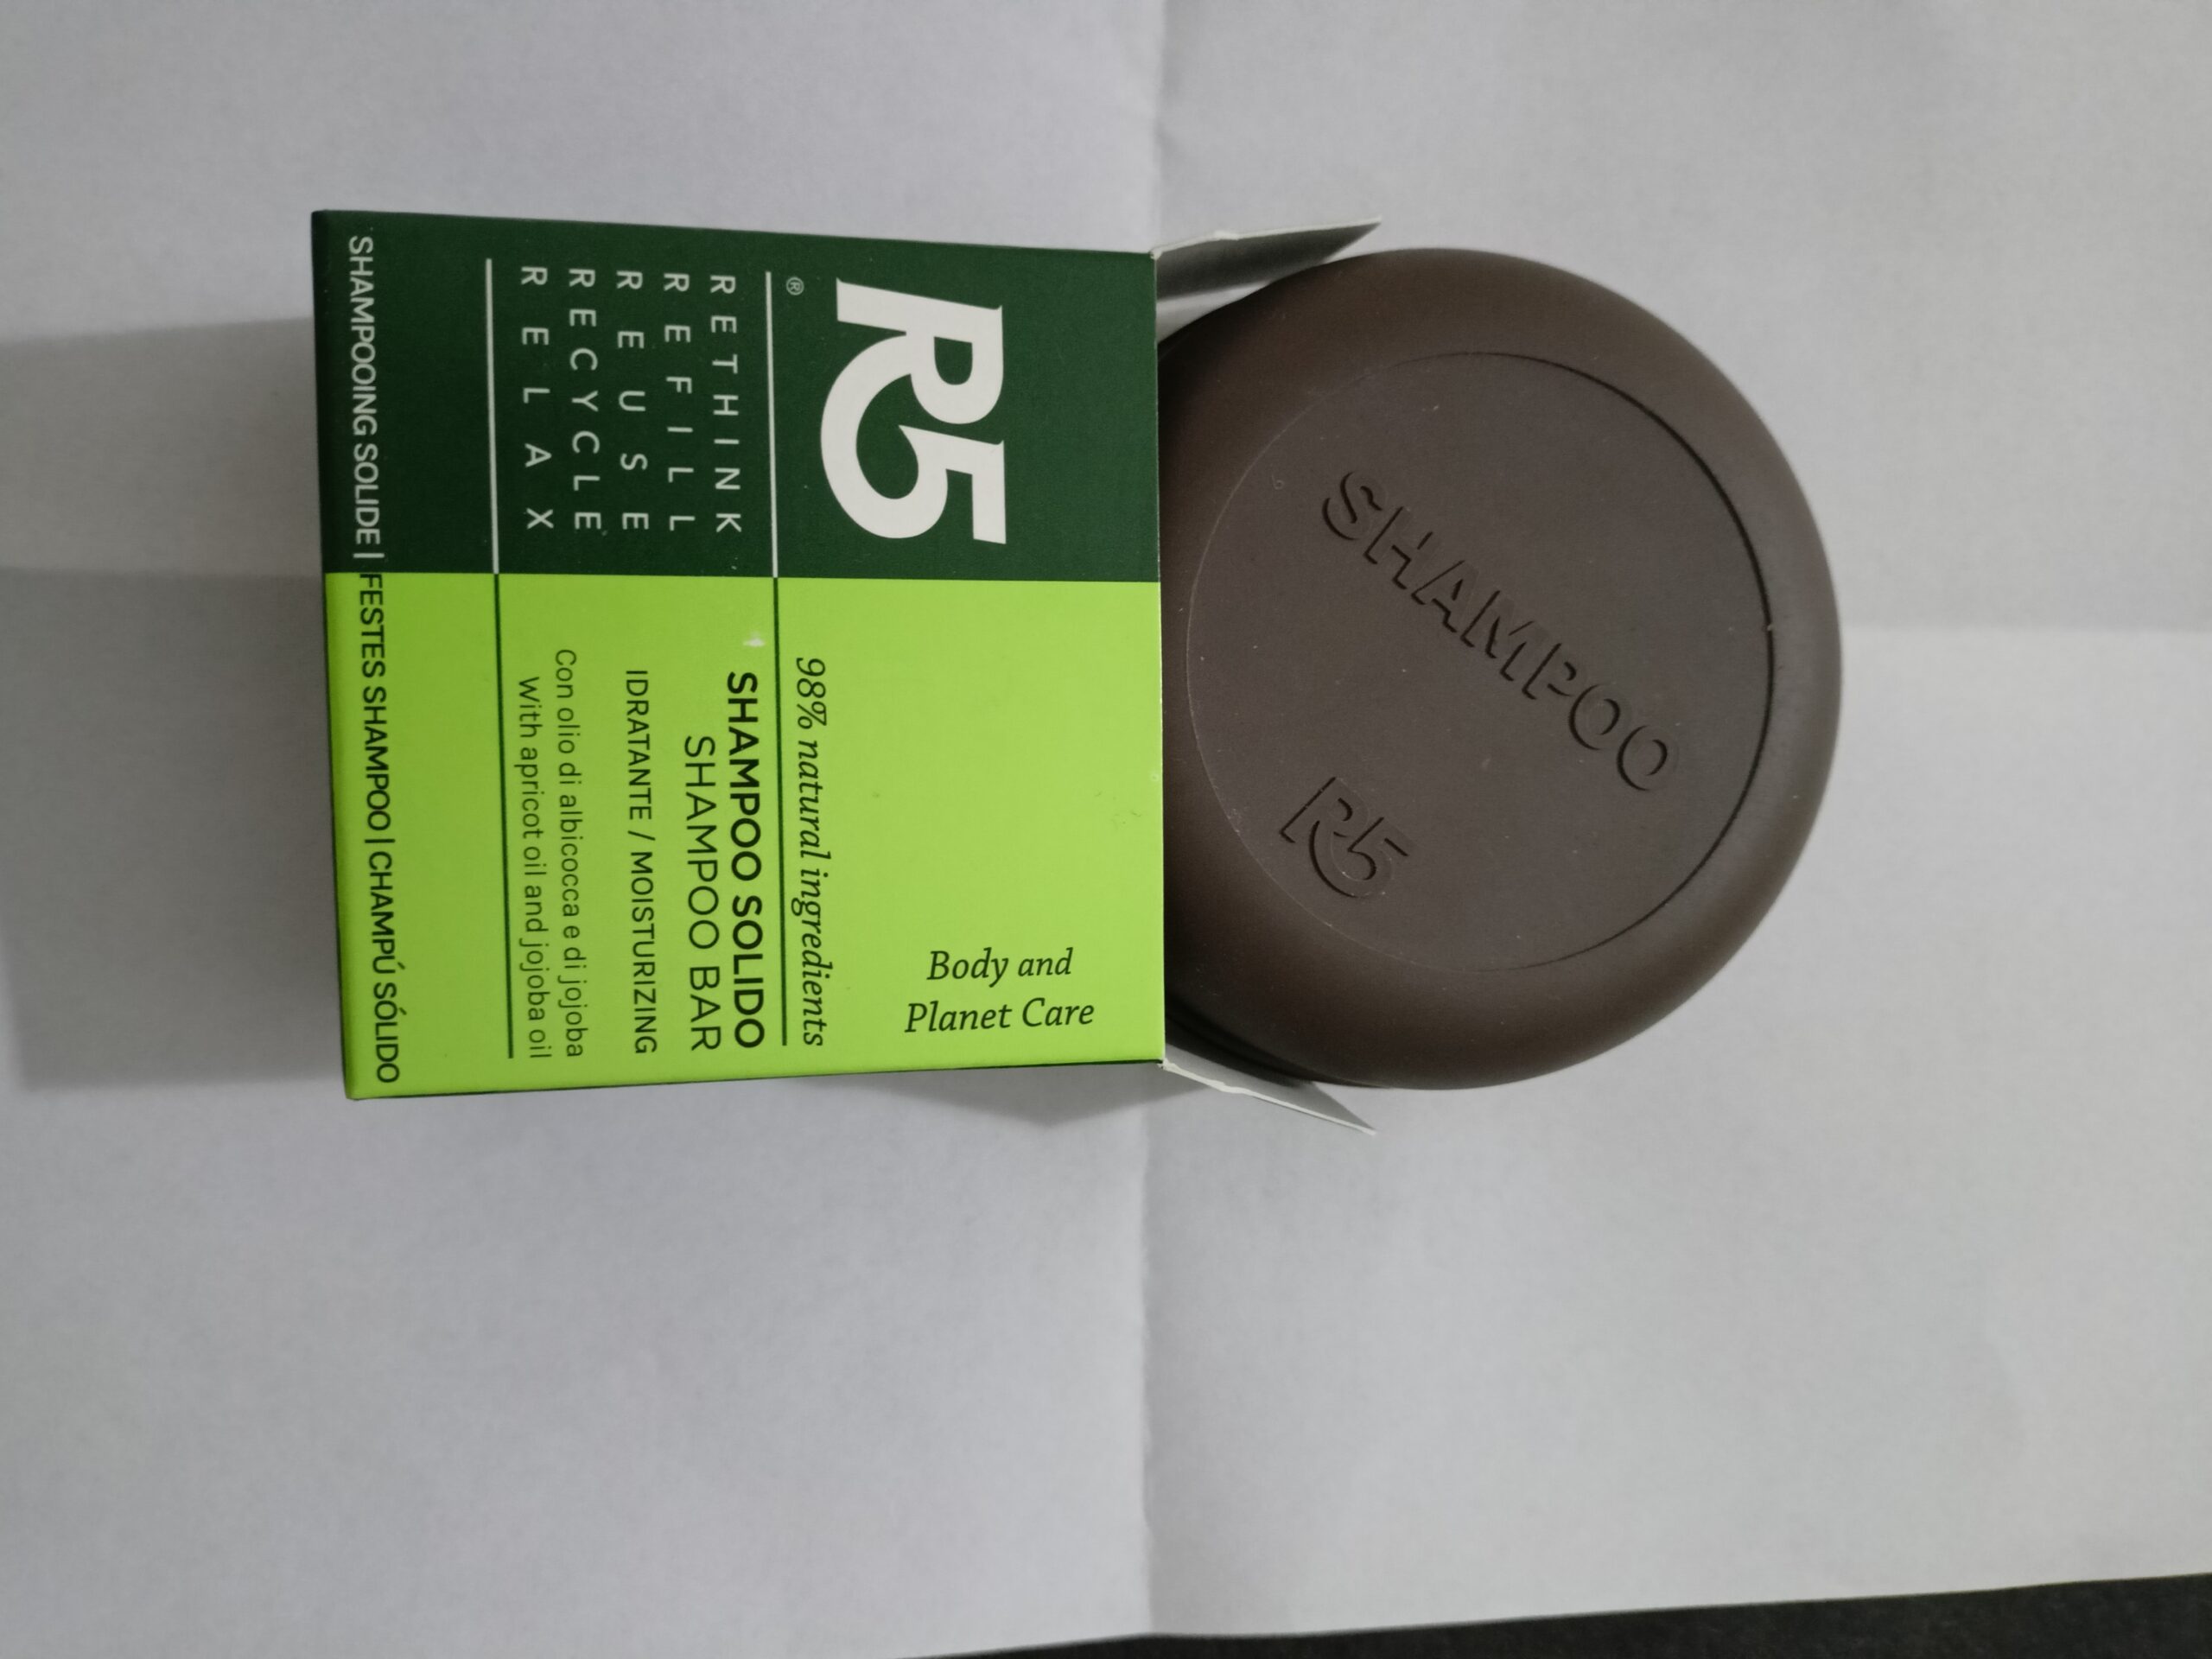 R5
®
RETHINK
REFILL
REUSE
RECYCLE
RELAX
Body and
Planet Care
98% natural ingredients
SHAMPOO SOLIDO
SHAMPOO BAR
IDRATANTE / MOISTURIZING
Con olio di albicocca e di jojoba
With apricot oil and jojoba oil
SHAMPOOING SOLIDE | FESTES SHAMPOO | CHAMPÚ SÓLIDO
SHAMPOO
R5